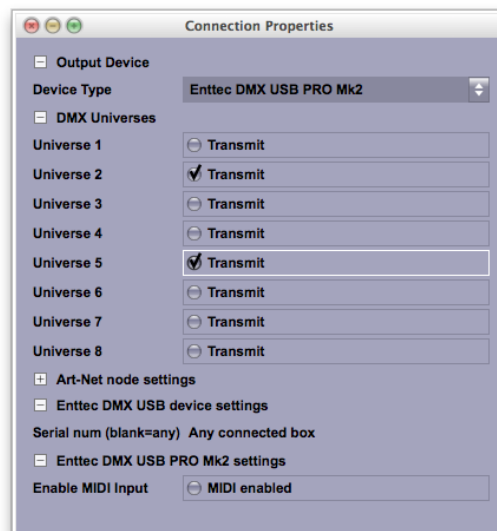 Connection Properties
Output Device
Device Type Enttec DMX USB PRO Mk2
DMX Universes
Universe 1 Transmit
Universe 2 Transmit
Universe 3 Transmit
Universe 4 Transmit
Universe 5 Transmit
Universe 6 Transmit
Universe 7 Transmit
Universe 8 Transmit
Art-Net node settings
Enttec DMX USB device settings
Serial num (blank=any) Any connected box
Enttec DMX USB PRO Mk2 settings
Enable MIDI Input MIDI enabled